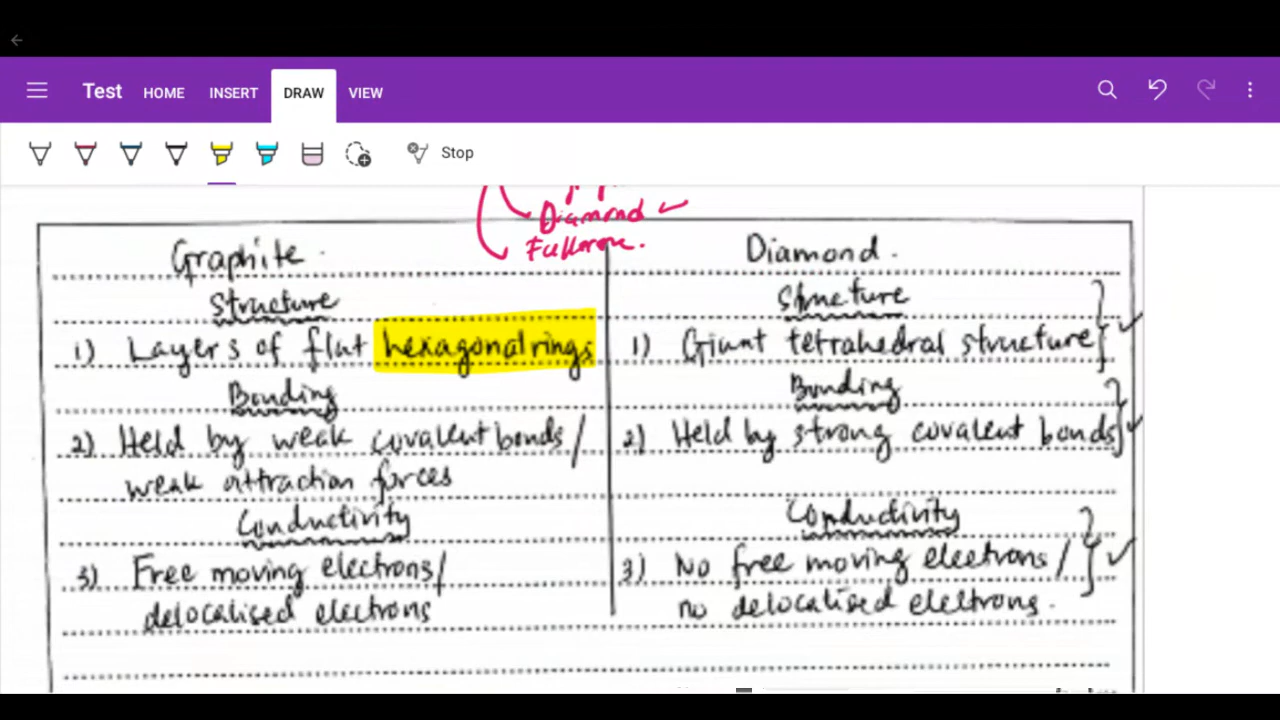 Test HOME INSERT DRAW VIEW
Stop
Diamond
Fullerene.
Graphite
Structure
1) Layers of flat hexagonal rings
Bonding
2) Held by weak covalent bonds/
weak attraction forces
Conductivity
3) Free moving electrons/
delocalised electrons
Diamond.
Structure
1) Giant tetrahedral structure
Bonding
2) Held by strong covalent bonds
Conductivity
3) No free moving electrons/
no delocalised electrons.